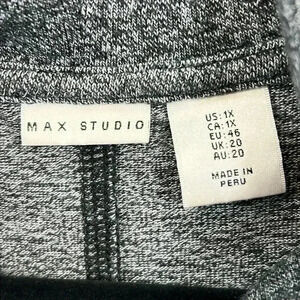 MAX STUDIO
US: 1X
CA: 1X
EU: 46
UK: 20
AU: 20
MADE IN
PERU